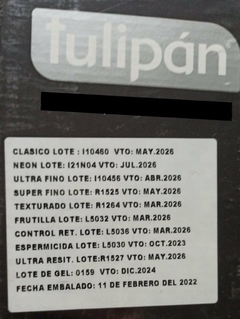 tulipán
CLASICO LOTE : I10460 VTO: MAY.2026
NEON LOTE: I21N04 VTO: JUL.2026
ULTRA FINO LOTE: I10456 VTO: ABR.2026
SUPER FINO LOTE: R1525 VTO: MAY.2026
TEXTURADO LOTE: R1264 VTO: MAR.2026
FRUTILLA LOTE: L5032 VTO: MAR.2026
CONTROL RET. LOTE: L5036 VTO: MAR.2026
ESPERMICIDA LOTE: L5030 VTO: OCT.2023
ULTRA RESIT. LOTE:R1527 VTO: MAY.2026
LOTE DE GEL: 0159 VTO: DIC.2024
FECHA EMBALADO: 11 DE FEBRERO DEL 2022